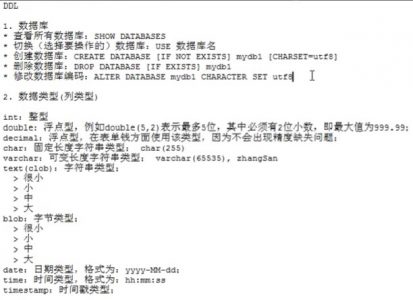 DDL
1. 数据库
* 查看所有数据库：SHOW DATABASES
* 切换（选择要操作的）数据库：USE 数据库名
* 创建数据库：CREATE DATABASE [IF NOT EXISTS] mydb1 [CHARSET=utf8]
* 删除数据库：DROP DATABASE [IF EXISTS] mydb1
* 修改数据库编码：ALTER DATABASE mydb1 CHARACTER SET utf8
2. 数据类型(列类型)
int：整型
double：浮点型，例如double(5,2)表示最多5位，其中必须有2位小数，即最大值为999.99；
decimal：浮点型，在表单钱方面使用该类型，因为不会出现精度缺失问题；
char：固定长度字符串类型； char(255)
varchar：可变长度字符串类型； varchar(65535), zhangSan
text(clob)：字符串类型；
> 很小
> 小
> 中
> 大
blob：字节类型；
> 很小
> 小
> 中
> 大
date：日期类型，格式为：yyyy-MM-dd；
time：时间类型，格式为：hh:mm:ss
timestamp：时间戳类型；